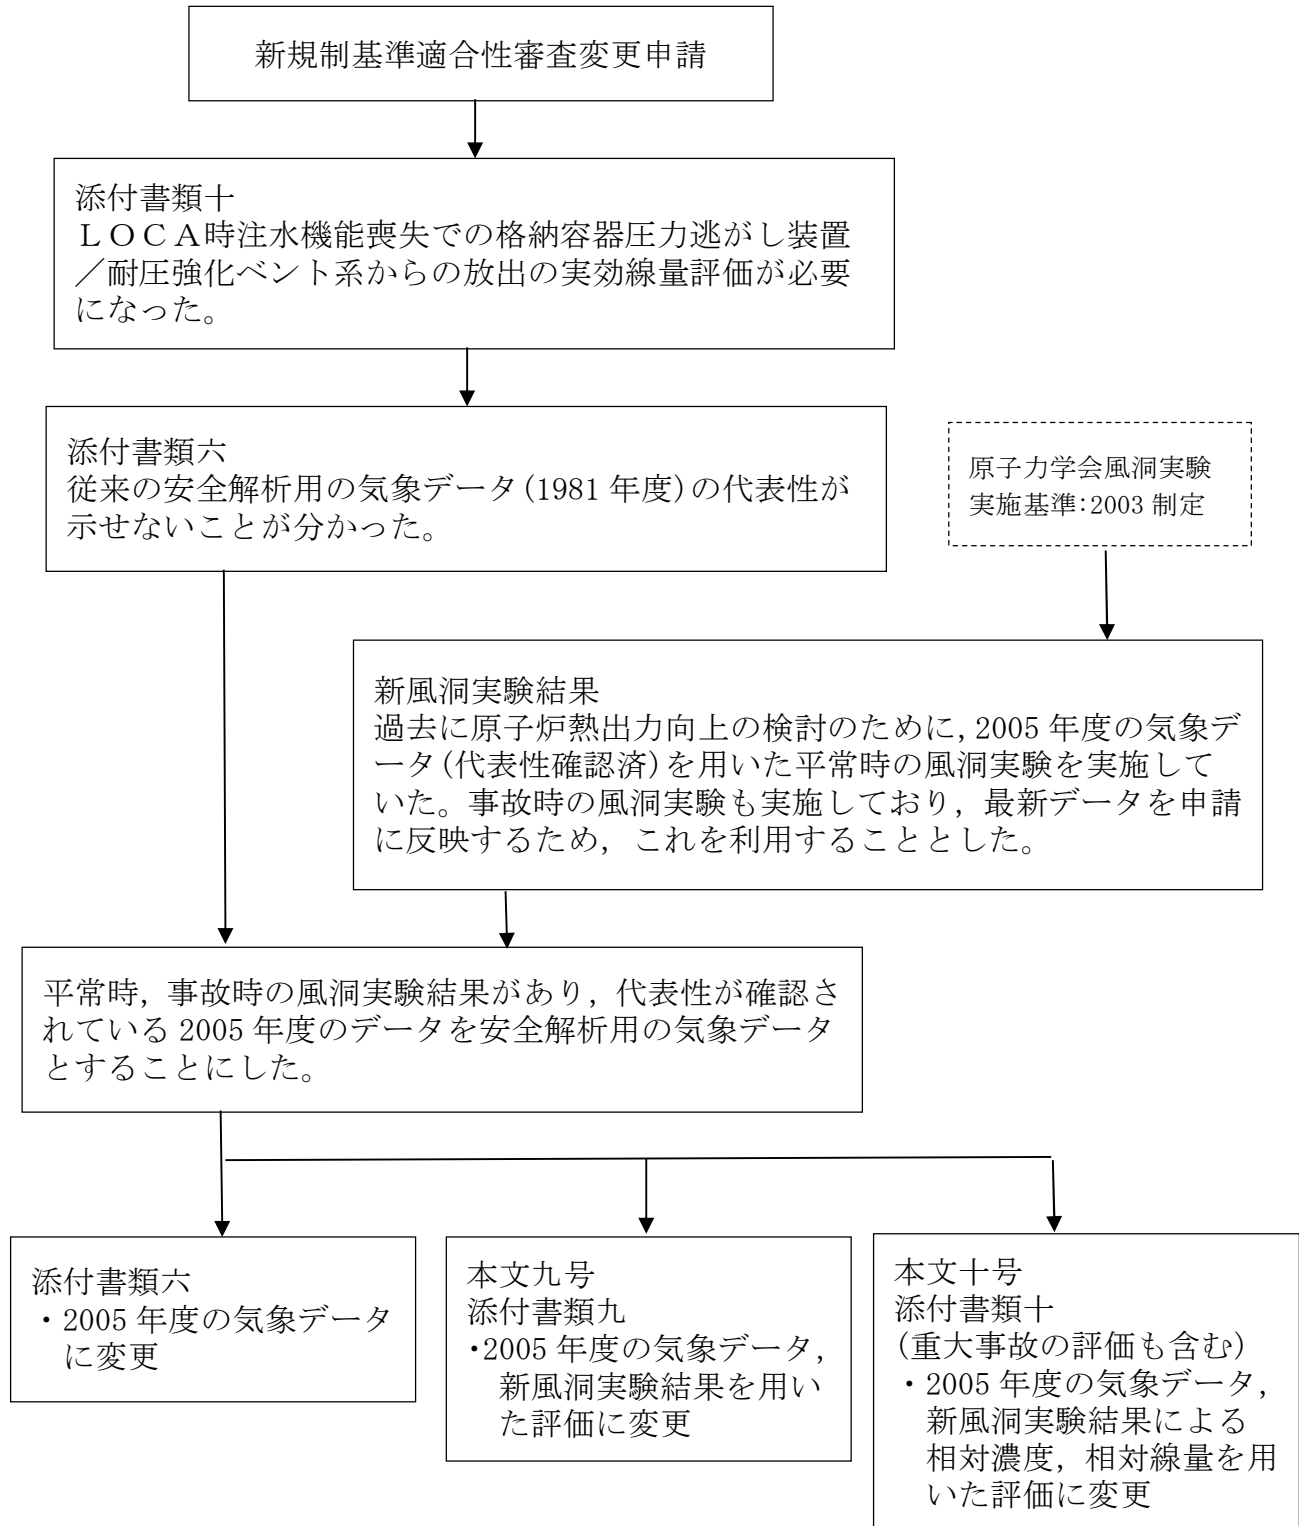 新規制基準適合性審査変更申請
添付書類十
ＬＯＣＡ時注水機能喪失での格納容器圧力逃がし装置
／耐圧強化ベント系からの放出の実効線量評価が必要
になった。
添付書類六
従来の安全解析用の気象データ(1981 年度)の代表性が
示せないことが分かった。
原子力学会風洞実験
実施基準:2003 制定
新風洞実験結果
過去に原子炉熱出力向上の検討のために,2005 年度の気象デ
ータ(代表性確認済)を用いた平常時の風洞実験を実施して
いた。事故時の風洞実験も実施しており，最新データを申請
に反映するため，これを利用することとした。
平常時，事故時の風洞実験結果があり，代表性が確認さ
れている 2005 年度のデータを安全解析用の気象データ
とすることにした。
添付書類六
・2005 年度の気象データ
に変更
本文九号
添付書類九
・2005 年度の気象データ，
新風洞実験結果を用い
た評価に変更
本文十号
添付書類十
(重大事故の評価も含む)
・2005 年度の気象データ，
新風洞実験結果による
相対濃度，相対線量を用
いた評価に変更